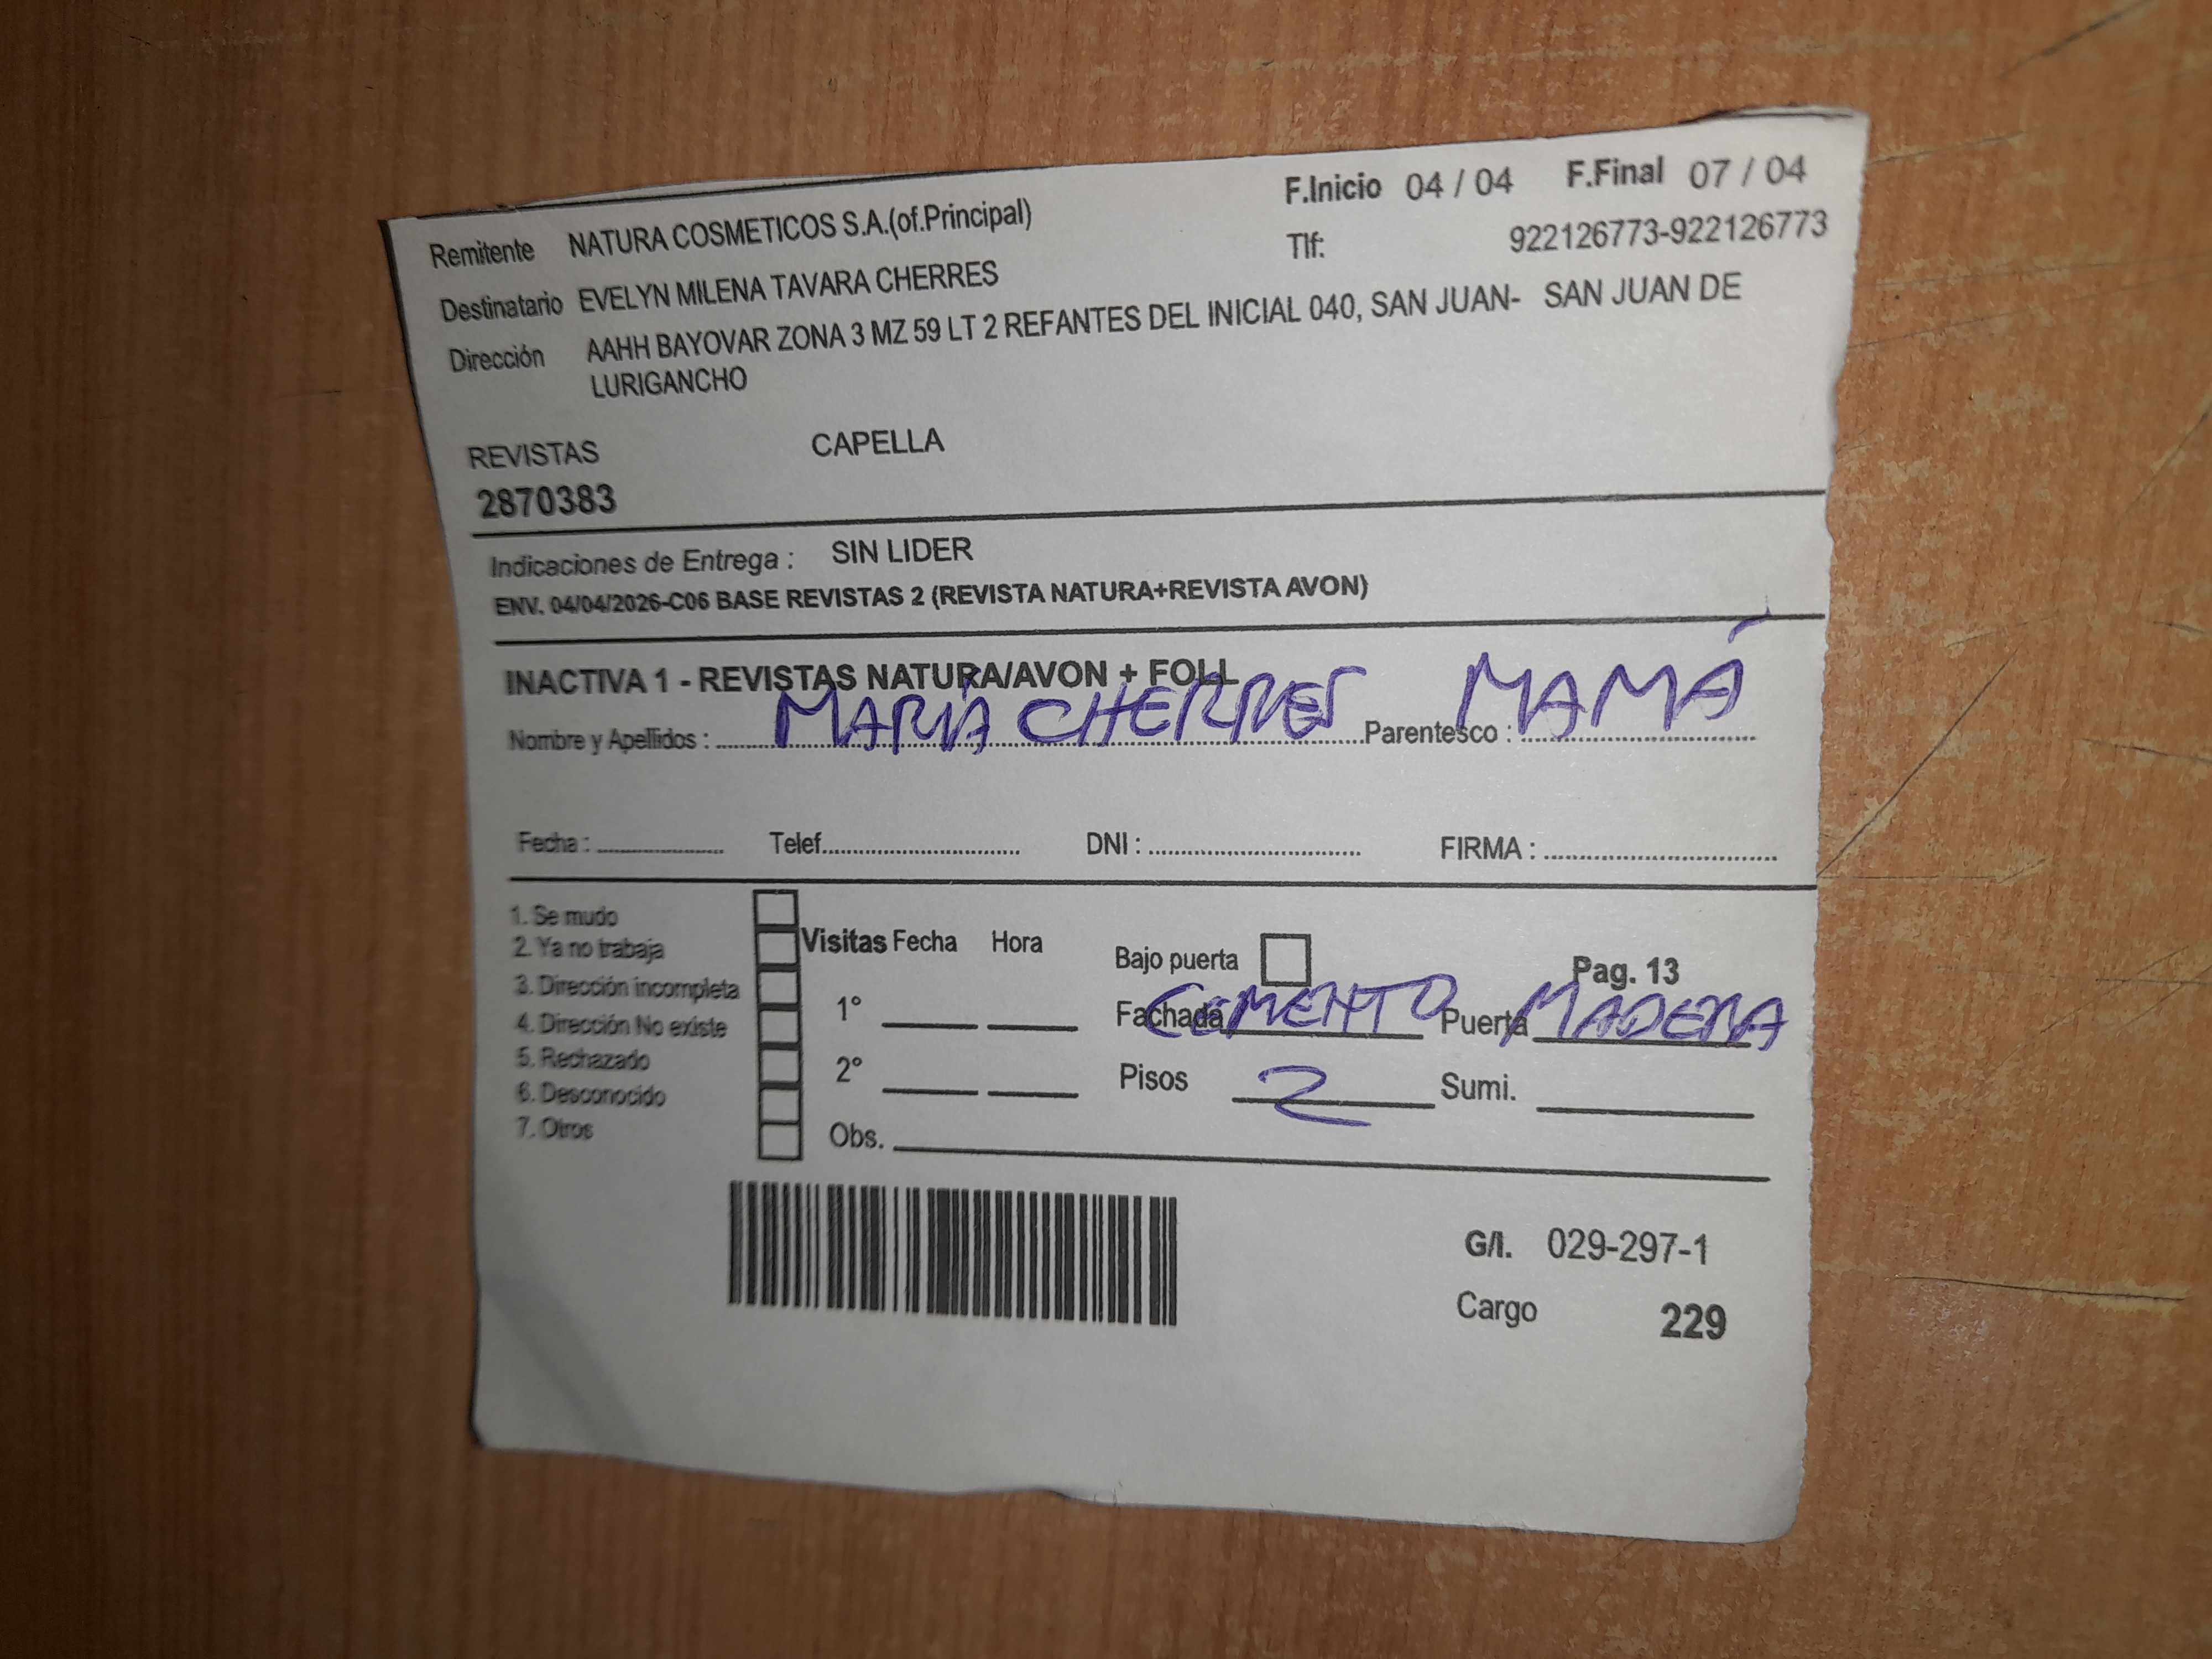 F.Inicio 04 / 04 F.Final 07 / 04
Remitente NATURA COSMETICOS S.A.(of.Principal) Tlf: 922126773-922126773
Destinatario EVELYN MILENA TAVARA CHERRES
Dirección AAHH BAYOVAR ZONA 3 MZ 59 LT 2 REFANTES DEL INICIAL 040, SAN JUAN- SAN JUAN DE
LURIGANCHO
REVISTAS CAPELLA
2870383
Indicaciones de Entrega : SIN LIDER
ENV. 04/04/2026-C06 BASE REVISTAS 2 (REVISTA NATURA+REVISTA AVON)
INACTIVA 1 - REVISTAS NATURA/AVON + FOLL
Nombre y Apellidos : MARIA CHERRES Parentesco : MAMÁ
Fecha : Telef. DNI : FIRMA :
1. Se mudo
2. Ya no trabaja
3. Dirección incompleta
4. Dirección No existe
5. Rechazado
6. Desconocido
7. Otros
Visitas Fecha Hora
1°
2°
Obs.
Bajo puerta Pag. 13
Fachada CEMENTO Puerta MADERA
Pisos 2 Sumi.
G/I. 029-297-1
Cargo 229